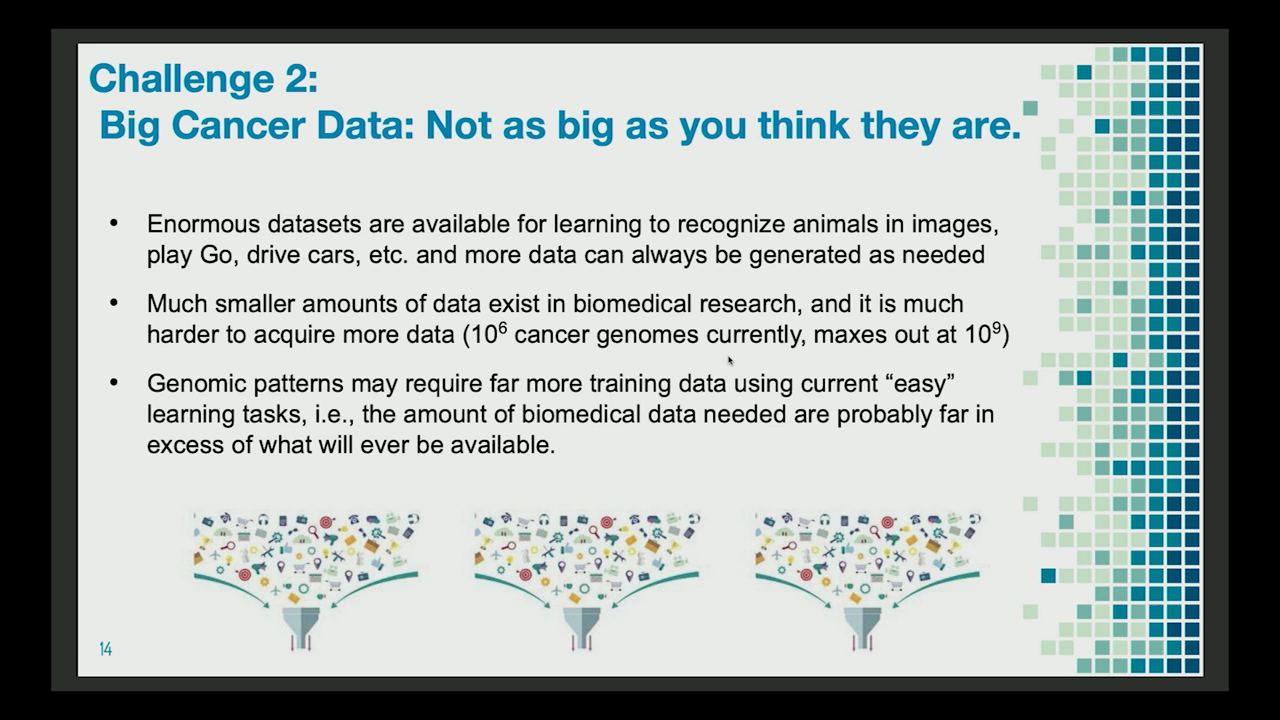 Challenge 2:
Big Cancer Data: Not as big as you think they are.
• Enormous datasets are available for learning to recognize animals in images,
play Go, drive cars, etc. and more data can always be generated as needed
• Much smaller amounts of data exist in biomedical research, and it is much
harder to acquire more data (10⁶ cancer genomes currently, maxes out at 10⁹)
• Genomic patterns may require far more training data using current “easy”
learning tasks, i.e., the amount of biomedical data needed are probably far in
excess of what will ever be available.
14